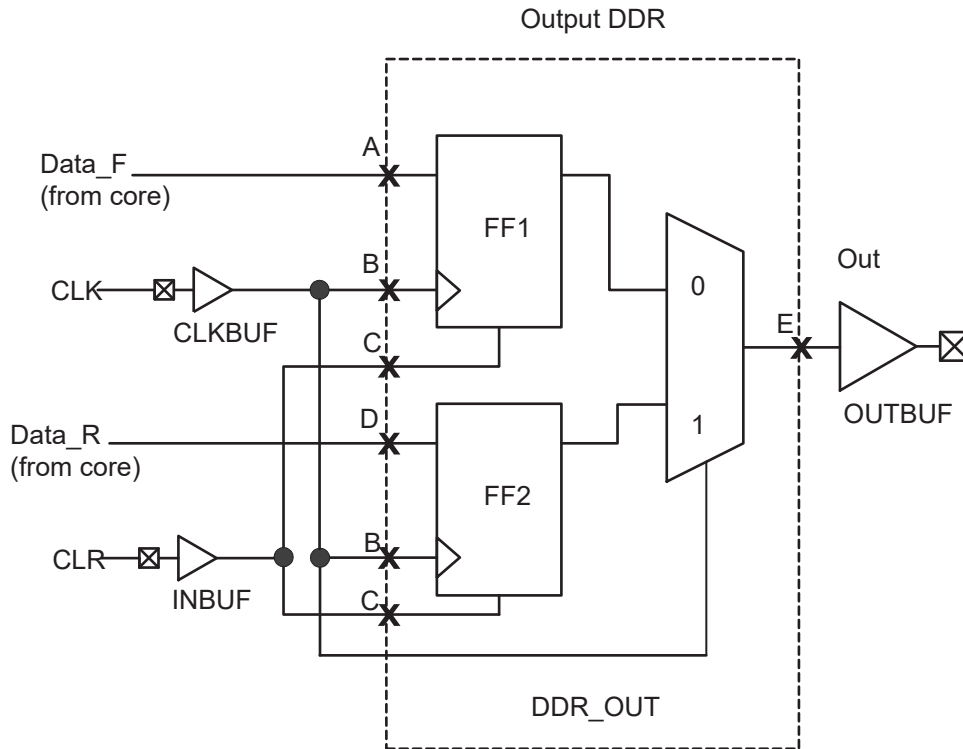 Output DDR
A
Data_F
(from core)
FF1
B
Out
CLK
0
CLKBUF
C
E
D
OUTBUF
Data_R
(from core)
1
FF2
B
CLR
C
INBUF
DDR_OUT